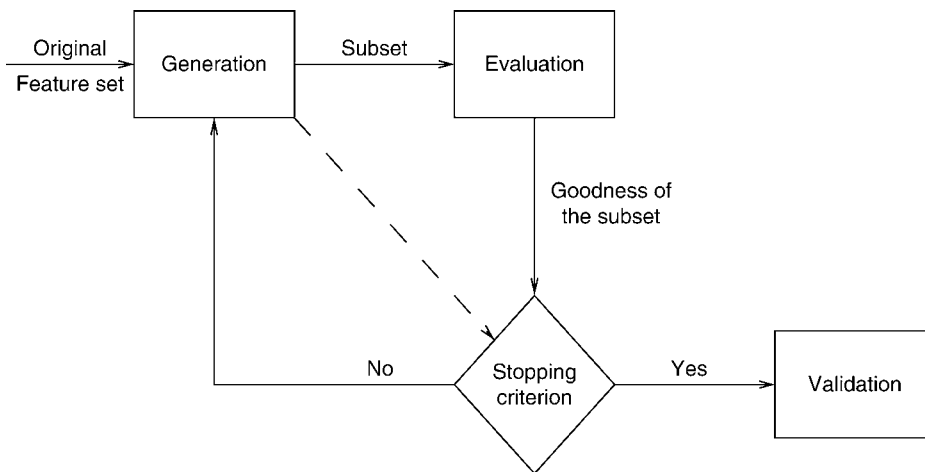 Original
Feature set
Generation
Subset
Evaluation
Goodness of
the subset
No
Stopping
criterion
Yes
Validation